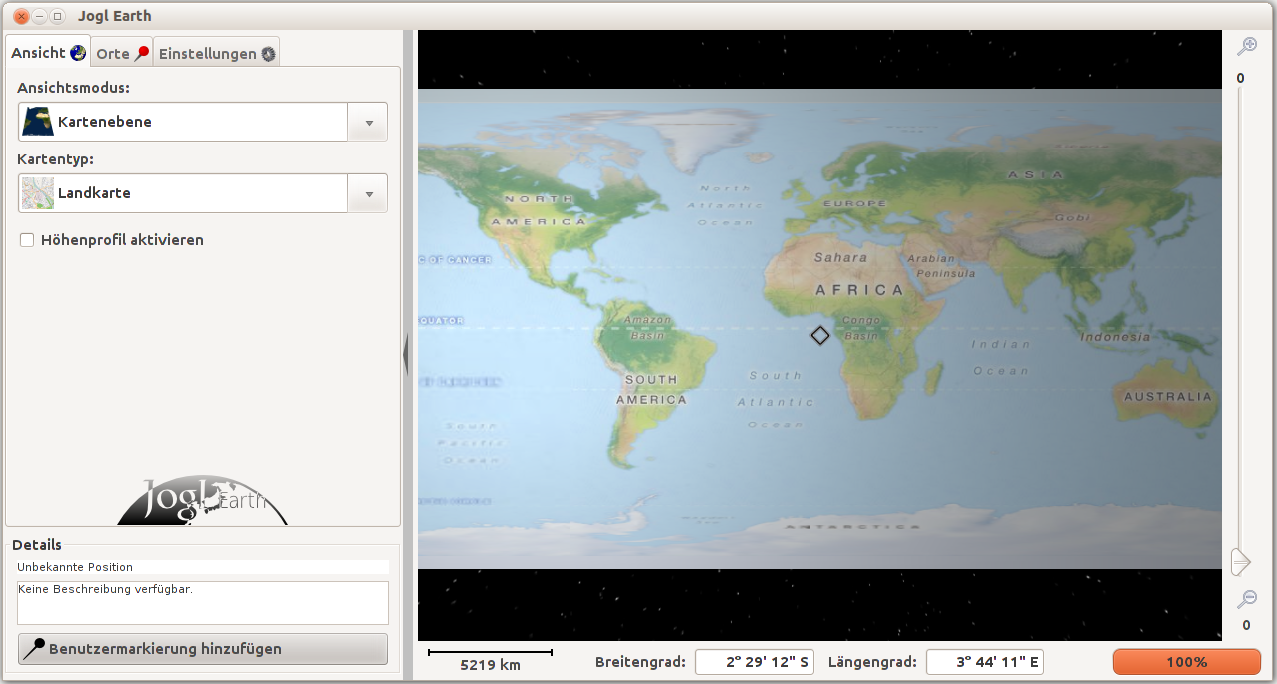 Jogl Earth
Ansicht
Orte
Einstellungen
Ansichtsmodus:
Kartenebene
Kartentyp:
Landkarte
Höhenprofil aktivieren
Jogl Earth
Details
Unbekannte Position
Keine Beschreibung verfügbar.
Benutzermarkierung hinzufügen
NORTH
AMERICA
North
Atlantic
Ocean
ASIA
EUROPE
Gobi
C OF CANCER
Sahara
Arabian
Peninsula
AFRICA
QUATOR
Amazon
Basin
Congo
Basin
Indonesia
Indian
Ocean
SOUTH
AMERICA
South
Atlantic
Ocean
AUSTRALIA
South
Pacific
Ocean
ANTARCTICA
0
0
5219 km
Breitengrad:
2° 29' 12" S
Längengrad:
3° 44' 11" E
100%